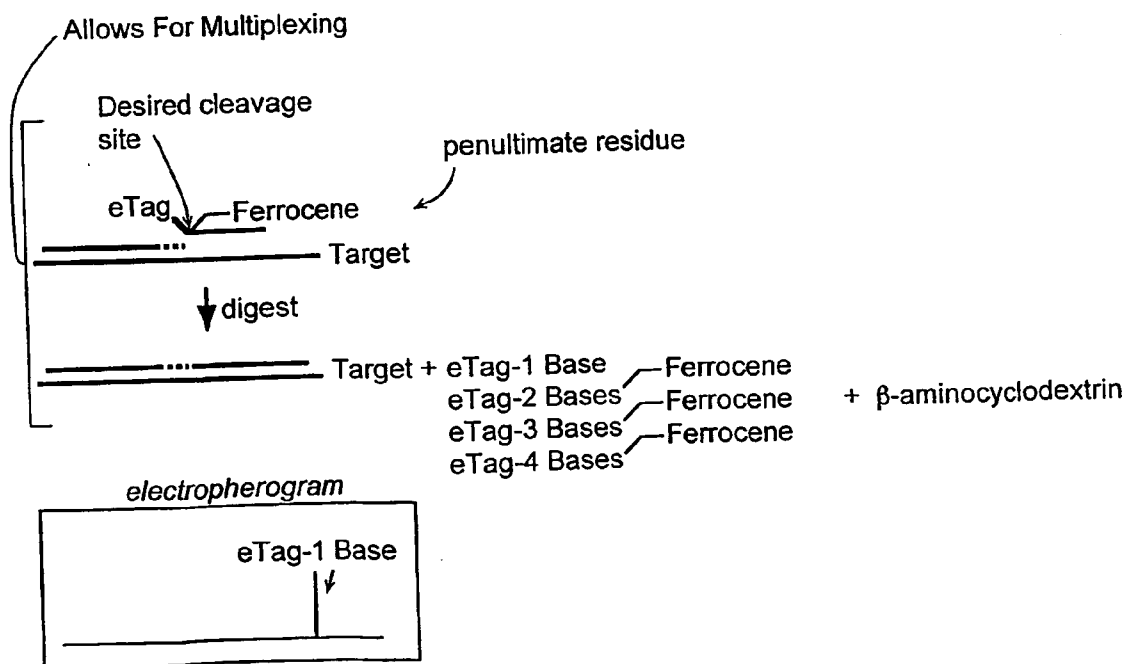 Allows For Multiplexing
Desired cleavage
site
penultimate residue
eTag
Ferrocene
Target
digest
Target + eTag-1 Base
Ferrocene
eTag-2 Bases
Ferrocene
+ β-aminocyclodextrin
eTag-3 Bases
Ferrocene
eTag-4 Bases
electropherogram
eTag-1 Base